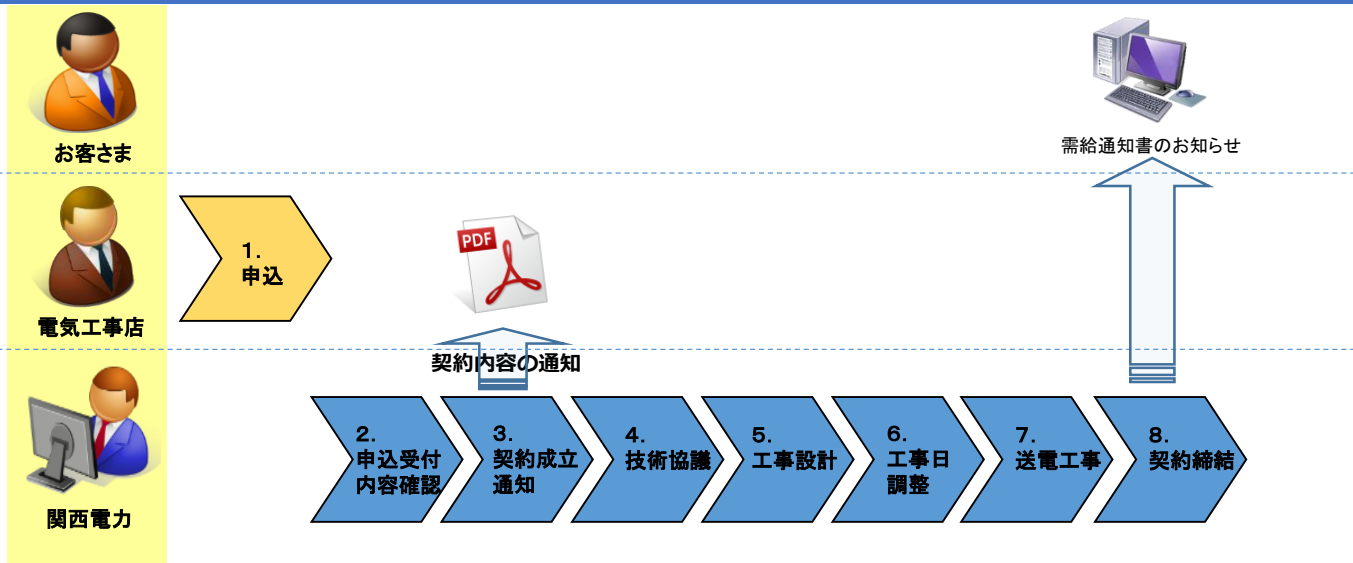 お客さま
需給通知書のお知らせ
電気工事店
1.
申込
PDF
契約内容の通知
関西電力
2.
申込受付
内容確認
3.
契約成立
通知
4.
技術協議
5.
工事設計
6.
工事日
調整
7.
送電工事
8.
契約締結